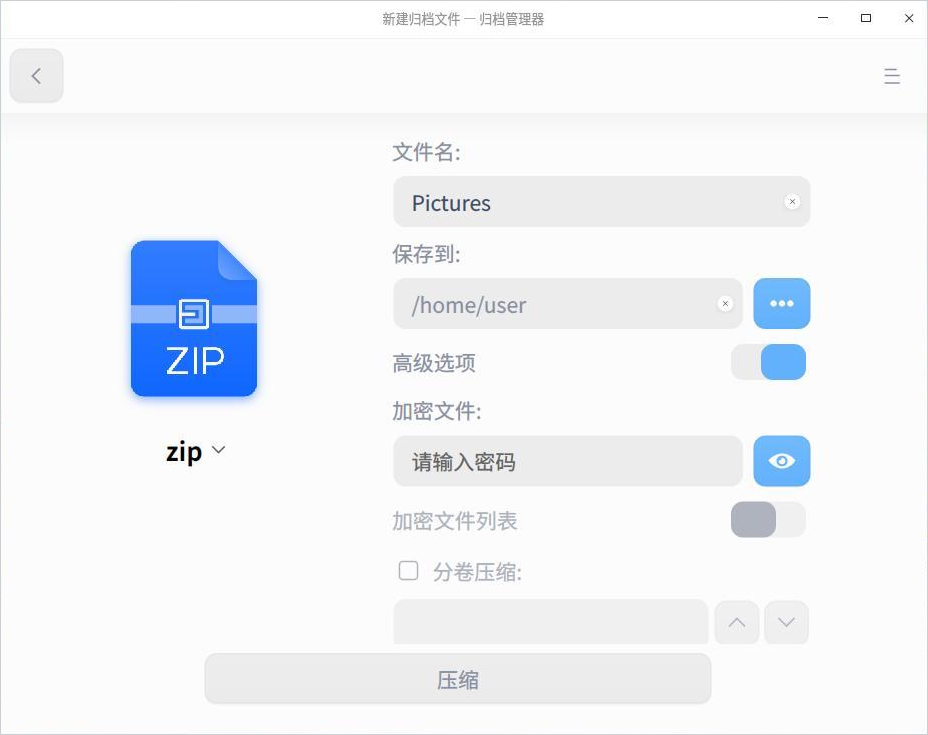 新建归档文件 — 归档管理器
文件名:
Pictures
保存到:
/home/user
高级选项
加密文件:
请输入密码
加密文件列表
分卷压缩:
ZIP
zip
压缩